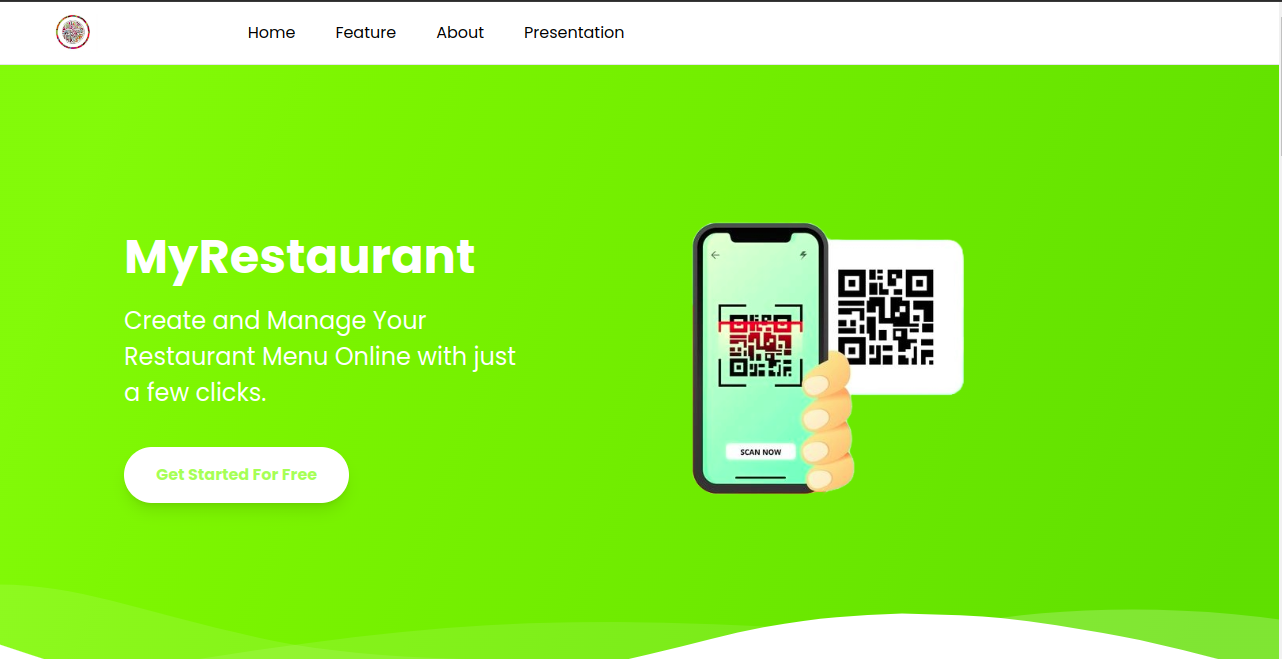 Home Feature About Presentation
MyRestaurant
Create and Manage Your
Restaurant Menu Online with just
a few clicks.
Get Started For Free
SCAN NOW